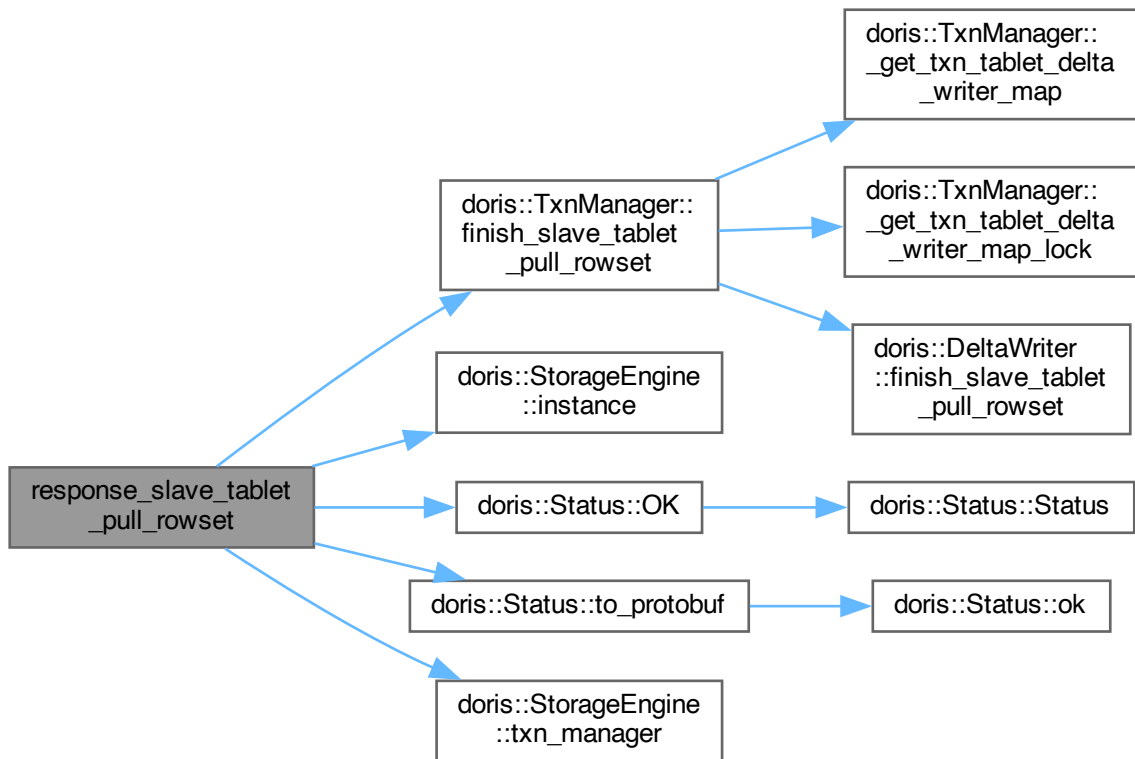 doris::TxnManager::
_get_txn_tablet_delta
_writer_map
doris::TxnManager::
finish_slave_tablet
_pull_rowset
doris::TxnManager::
_get_txn_tablet_delta
_writer_map_lock
doris::DeltaWriter
::finish_slave_tablet
_pull_rowset
doris::StorageEngine
::instance
response_slave_tablet
_pull_rowset
doris::Status::OK
doris::Status::Status
doris::Status::to_protobuf
doris::Status::ok
doris::StorageEngine
::txn_manager